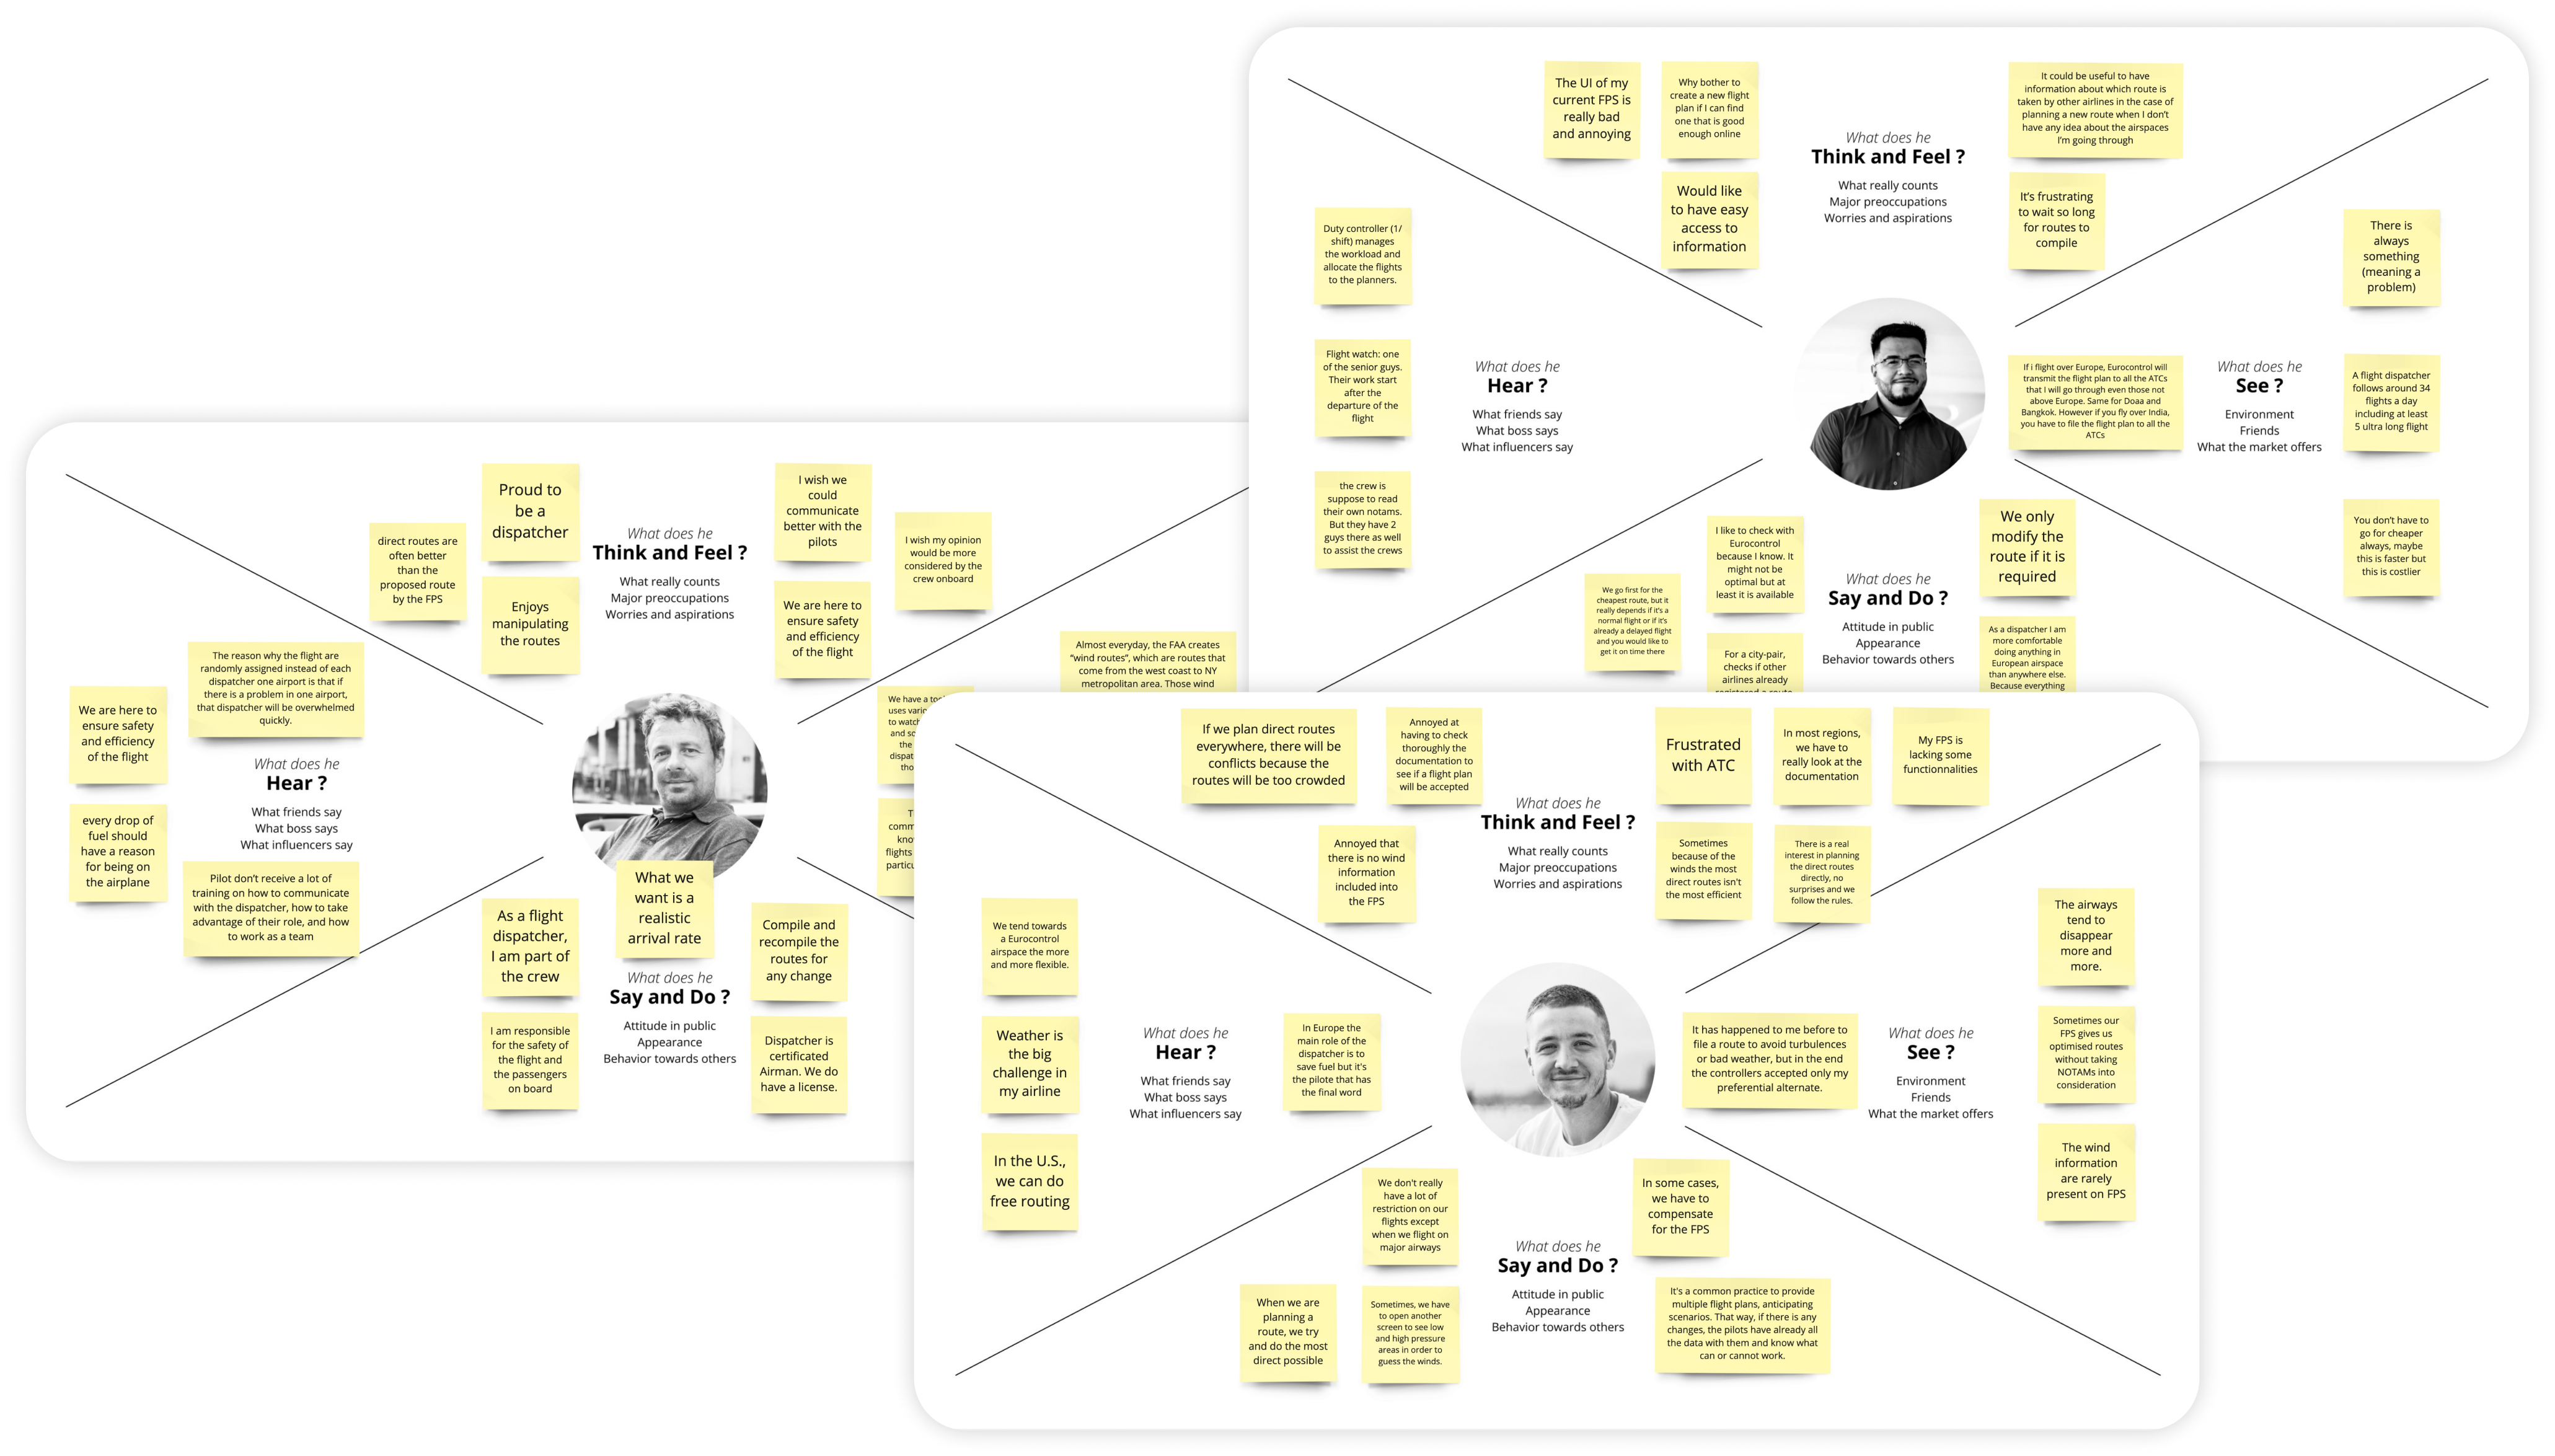 The UI of my
current FPS is
really bad
and annoying
Why bother to
create a new flight
plan if I can find
one that is good
enough online
Would like
to have easy
access to
information
What does he
Think and Feel ?
What really counts
Major preoccupations
Worries and aspirations
It could be useful to have
information about which route is
taken by other airlines in the case of
planning a new route when I don't
have any idea about the airspaces
I'm going through
It's frustrating
to wait so long
for routes to
compile
Duty controller (1/
shift) manages
the workload and
allocate the flights
to the planners.
Flight watch: one
of the senior guys.
Their work start
after the
departure of the
flight
the crew is
suppose to read
their own notams.
But they have 2
guys there as well
to assist the crews
What does he
Hear ?
What friends say
What boss says
What influencers say
If i flight over Europe, Eurocontrol will
transmit the flight plan to all the ATCs
that I will go through even those not
above Europe. Same for Doaa and
Bangkok. However if you fly over India,
you have to file the flight plan to all the
ATCs
What does he
See ?
Environment
Friends
What the market offers
There is
always
something
(meaning a
problem)
A flight dispatcher
follows around 34
flights a day
including at least
5 ultra long flight
You don't have to
go for cheaper
always, maybe
this is faster but
this is costlier
We go first for the
cheapest route, but it
really depends if it's a
normal flight or if it's
already a delayed flight
and you would like to
get it on time there
I like to check with
Eurocontrol
because I know. It
might not be
optimal but at
least it is available
For a city-pair,
checks if other
airlines already
registered a route
What does he
Say and Do ?
Attitude in public
Appearance
Behavior towards others
We only
modify the
route if it is
required
As a dispatcher I am
more comfortable
doing anything in
European airspace
than anywhere else.
Because everything
direct routes are
often better
than the
proposed route
by the FPS
Proud to
be a
dispatcher
Enjoys
manipulating
the routes
What does he
Think and Feel ?
What really counts
Major preoccupations
Worries and aspirations
I wish we
could
communicate
better with the
pilots
We are here to
ensure safety
and efficiency
of the flight
I wish my opinion
would be more
considered by the
crew onboard
Almost everyday, the FAA creates
"wind routes", which are routes that
come from the west coast to NY
metropolitan area. Those wind
We have a
uses
to watch
and
the
We are here to
ensure safety
and efficiency
of the flight
The reason why the flight are
randomly assigned instead of each
dispatcher one airport is that if
there is a problem in one airport,
that dispatcher will be overwhelmed
quickly.
every drop of
fuel should
have a reason
for being on
the airplane
What does he
Hear ?
What friends say
What boss says
What influencers say
Pilot don't receive a lot of
training on how to communicate
with the dispatcher, how to take
advantage of their role, and how
to work as a team
flights
What we
want is a
realistic
arrival rate
As a flight
dispatcher,
I am part of
the crew
I am responsible
for the safety of
the flight and
the passengers
on board
What does he
Say and Do ?
Attitude in public
Appearance
Behavior towards others
Compile and
recompile the
routes for
any change
Dispatcher is
certificated
Airman. We do
have a license.
If we plan direct routes
everywhere, there will be
conflicts because the
routes will be too crowded
Annoyed at
having to check
thoroughly the
documentation to
see if a flight plan
will be accepted
Annoyed that
there is no wind
information
included into
the FPS
What does he
Think and Feel ?
What really counts
Major preoccupations
Worries and aspirations
Frustrated
with ATC
In most regions,
we have to
really look at the
documentation
My FPS is
lacking some
functionnalities
Sometimes
because of the
winds the most
direct routes isn't
the most efficient
There is a real
interest in planning
the direct routes
directly, no
surprises and we
follow the rules.
We tend towards
a Eurocontrol
airspace the more
and more flexible.
Weather is
the big
challenge in
my airline
In the U.S.,
we can do
free routing
What does he
Hear ?
What friends say
What boss says
What influencers say
In Europe the
main role of the
dispatcher is to
save fuel but it's
the pilote that has
the final word
It has happened to me before to
file a route to avoid turbulences
or bad weather, but in the end
the controllers accepted only my
preferential alternate.
What does he
See ?
Environment
Friends
What the market offers
The airways
tend to
disappear
more and
more.
Sometimes our
FPS gives us
optimised routes
without taking
NOTAMs into
consideration
The wind
information
are rarely
present on FPS
We don't really
have a lot of
restriction on our
flights except
when we flight on
major airways
When we are
planning a
route, we try
and do the most
direct possible
Sometimes, we have
to open another
screen to see low
and high pressure
areas in order to
guess the winds.
What does he
Say and Do ?
Attitude in public
Appearance
Behavior towards others
In some cases,
we have to
compensate
for the FPS
It's a common practice to provide
multiple flight plans, anticipating
scenarios. That way, if there is any
changes, the pilots have already all
the data with them and know what
can or cannot work.